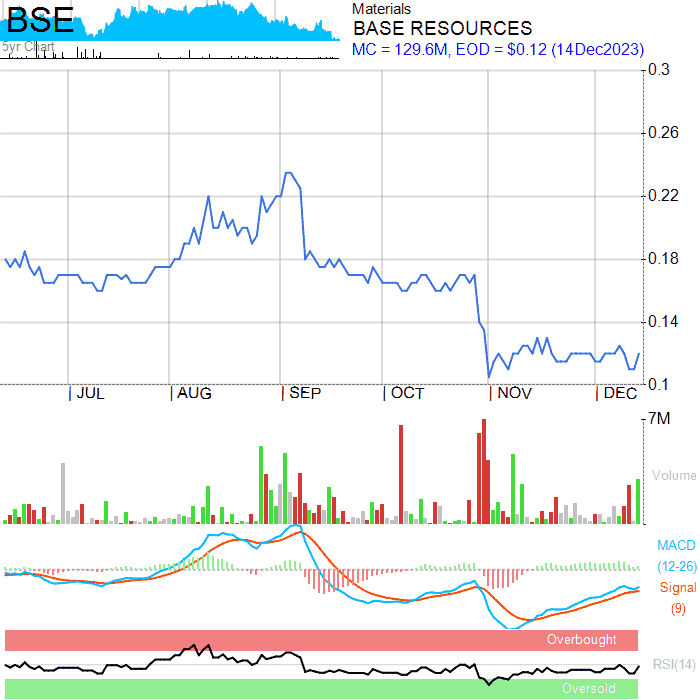 BSE
5yr Chart
Materials
BASE RESOURCES
MC = 129.6M, EOD = $0.12 (14Dec2023)
0.3
0.26
0.22
0.18
0.14
0.1
JUL AUG SEP OCT NOV DEC
7M
Volume
MACD
(12-26)
Signal
(9)
Overbought
RSI(14)
Oversold